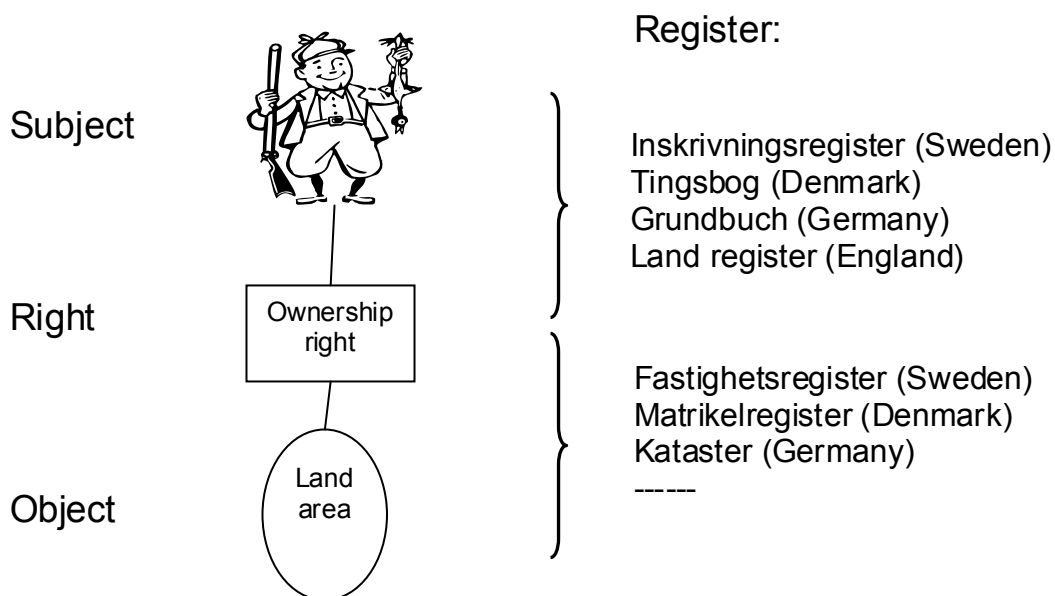 Register:
Subject
Inskrivningsregister (Sweden)
Tingsbog (Denmark)
Grundbuch (Germany)
Land register (England)
Right
Ownership
right
Fastighetsregister (Sweden)
Matrikelregister (Denmark)
Kataster (Germany)
------
Land
area
Object